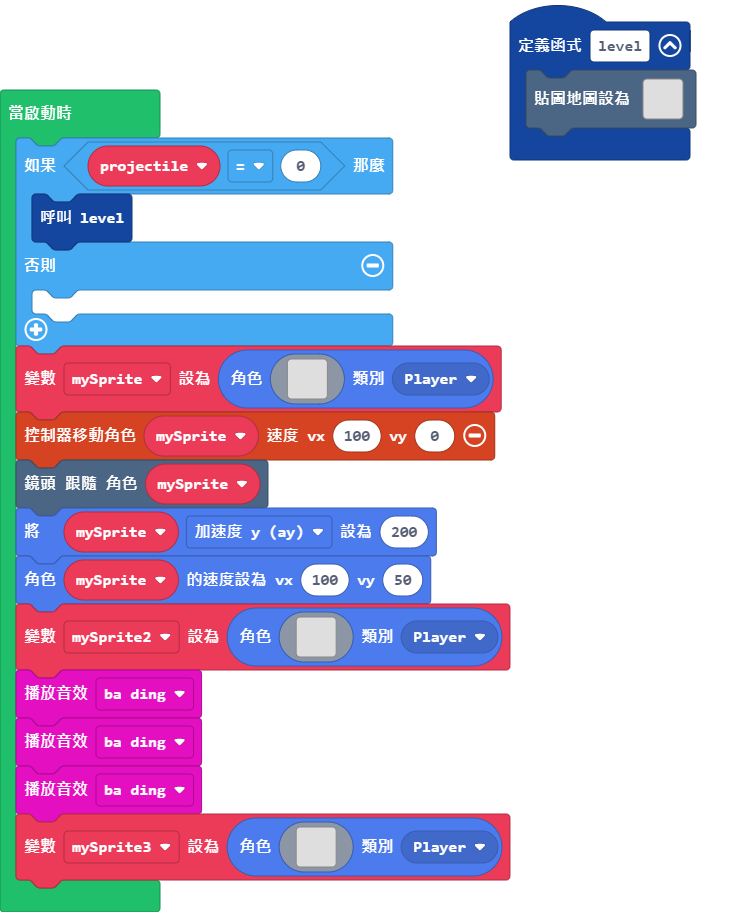 定義函式 level
貼圖地圖設為
當啟動時
如果 projectile = 0 那麼
呼叫 level
否則
變數 mySprite 設為 角色 類別 Player
控制器移動角色 mySprite 速度 vx 100 vy 0
鏡頭 跟隨 角色 mySprite
將 mySprite 加速度 y (ay) 設為 200
角色 mySprite 的速度設為 vx 100 vy 50
變數 mySprite2 設為 角色 類別 Player
播放音效 ba ding
播放音效 ba ding
播放音效 ba ding
變數 mySprite3 設為 角色 類別 Player